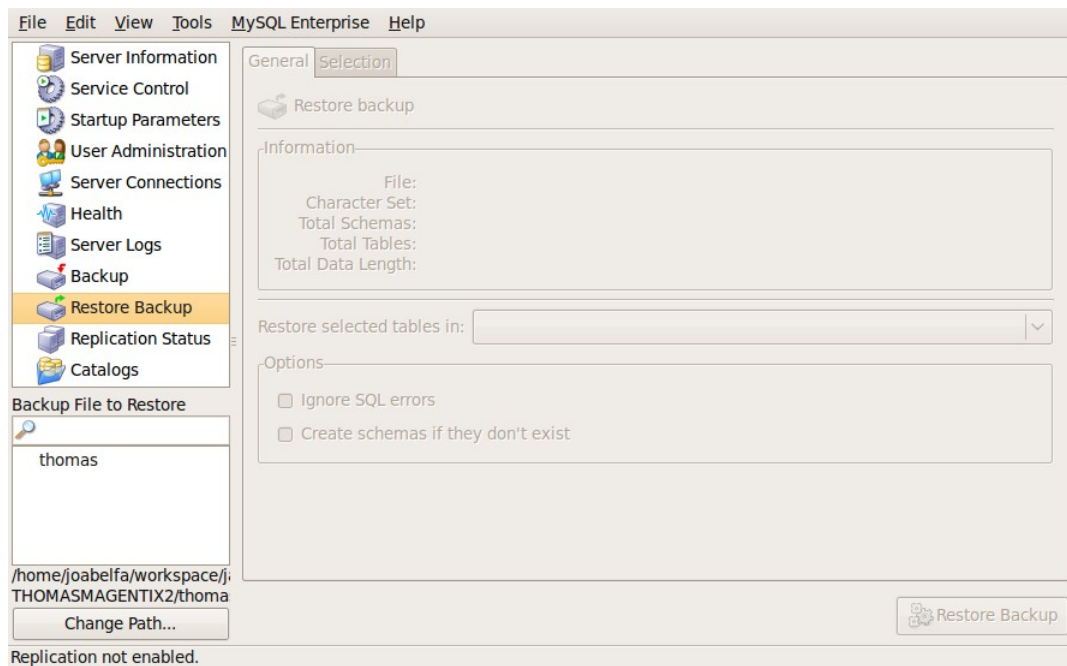 File Edit View Tools MySQL Enterprise Help
Server Information
Service Control
Startup Parameters
User Administration
Server Connections
Health
Server Logs
Backup
Restore Backup
Replication Status
Catalogs
Backup File to Restore
thomas
/home/joabelfa/workspace/j
THOMASMAGENTIX2/thoma
Change Path...
General Selection
Restore backup
Information
File:
Character Set:
Total Schemas:
Total Tables:
Total Data Length:
Restore selected tables in:
Options
Ignore SQL errors
Create schemas if they don't exist
Restore Backup
Replication not enabled.